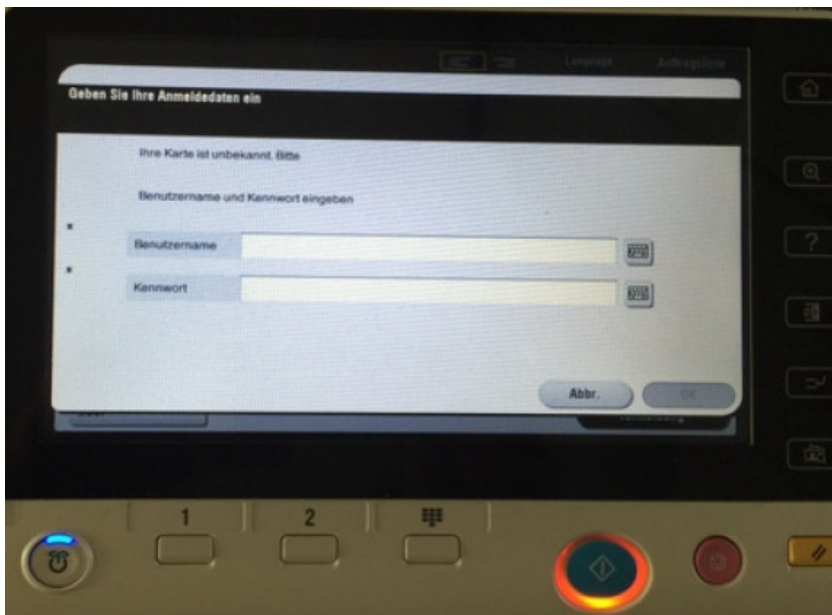 Language Auftragsliste
Geben Sie Ihre Anmeldedaten ein
Ihre Karte ist unbekannt. Bitte
Benutzername und Kennwort eingeben
* Benutzername
* Kennwort
Abbr. OK
1 2